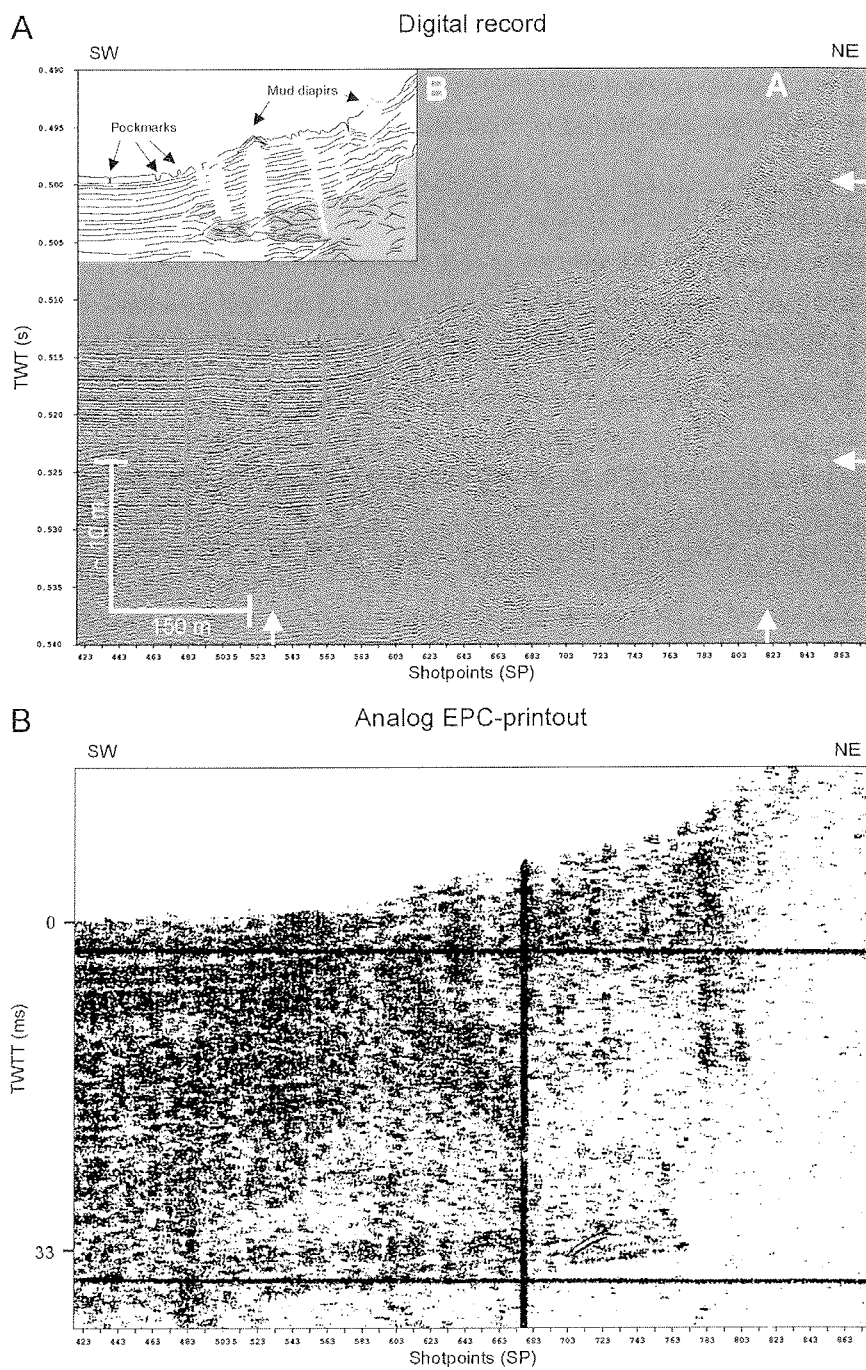 A
Digital record
SW
NE
0.490
0.495
0.500
0.505
0.510
0.515
0.520
0.525
0.530
0.535
0.540
TWT (s)
Mud diapirs
Pockmarks
B
A
~ 10 m
150 m
423 443 463 483 5035 523 543 563 583 603 623 643 663 683 703 723 743 763 783 803 823 843 863
Shotpoints (SP)
B
Analog EPC-printout
SW
NE
0
TWTT (ms)
33
423 443 463 483 5035 523 543 563 583 603 623 643 663 683 703 723 743 763 783 803 823 843 863
Shotpoints (SP)